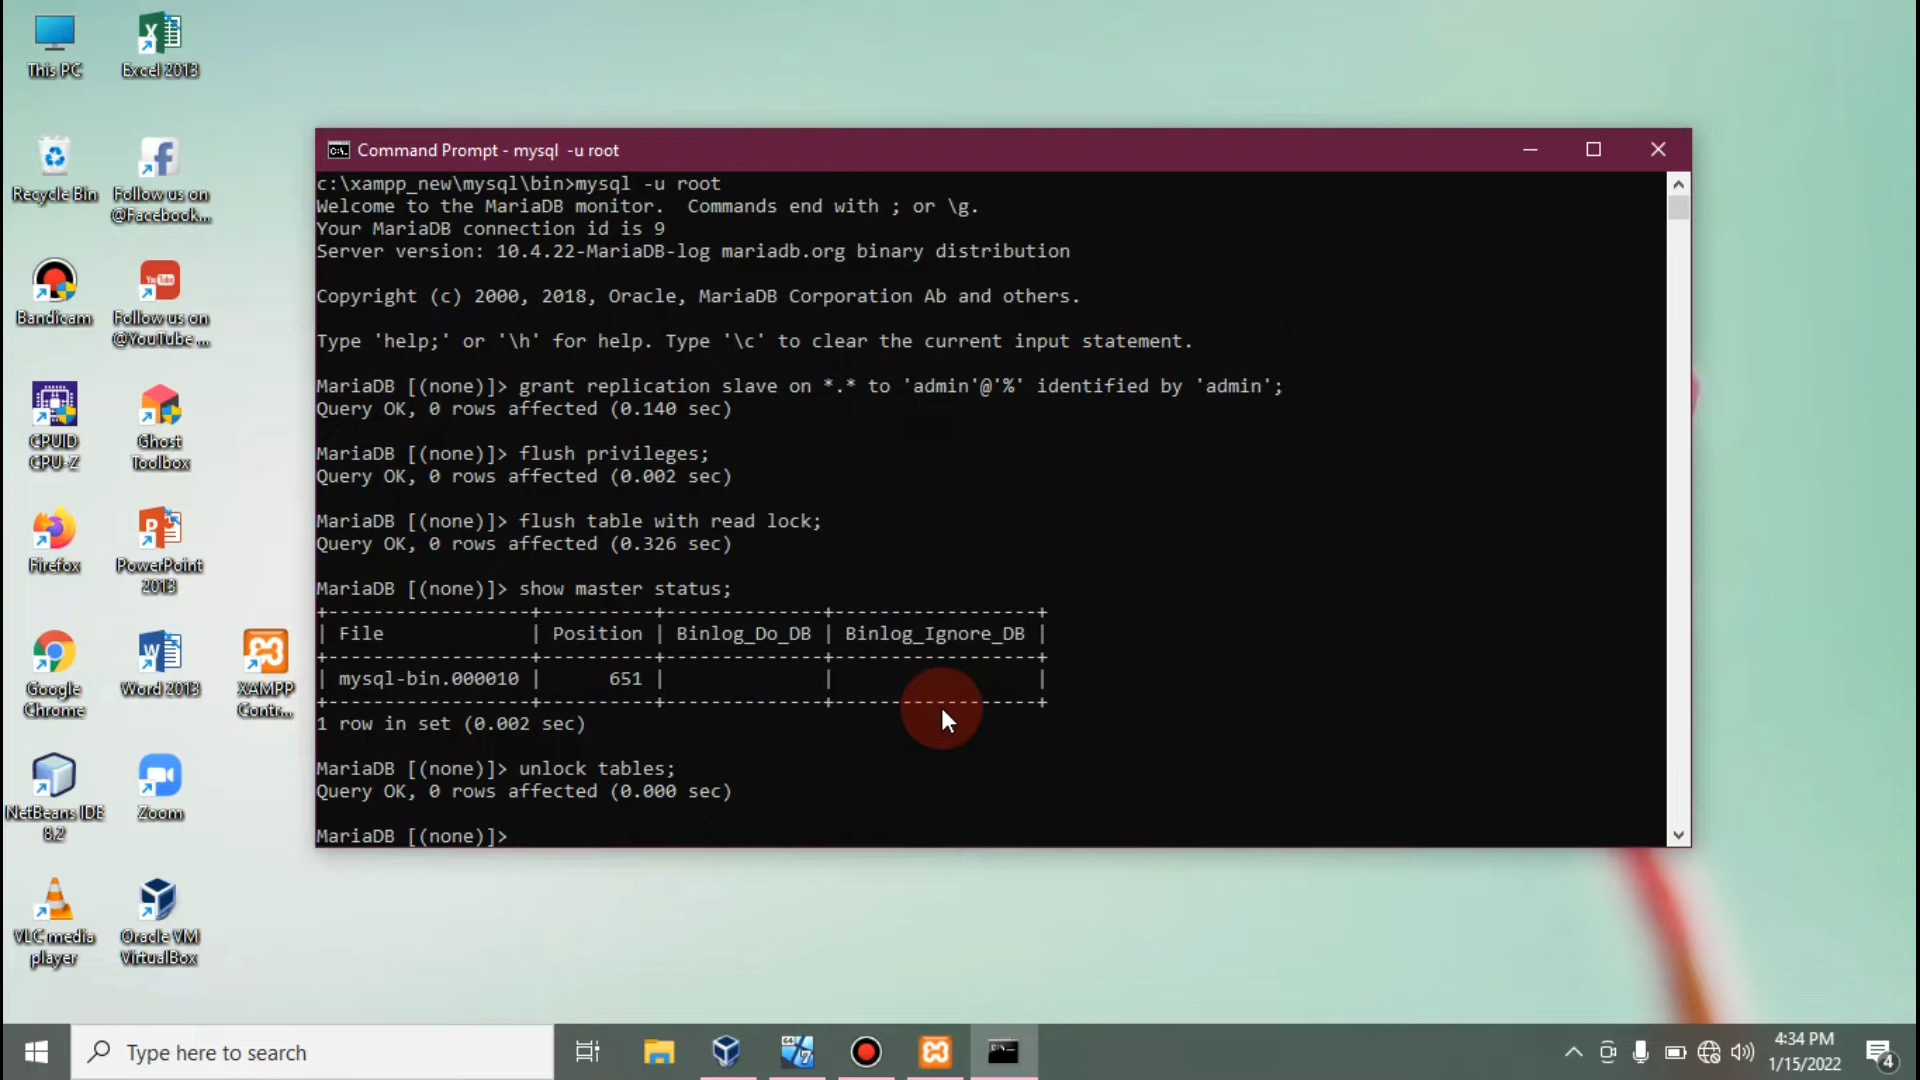 This PC
Excel 2013
Recycle Bin
Follow us on
@Facebook...
Bandicam
Follow us on
@YouTube ...
CPUID
CPU-Z
Ghost
Toolbox
Firefox
PowerPoint
2013
Google
Chrome
Word 2013
XAMPP
Contr...
NetBeans IDE
8.2
Zoom
VLC media
player
Oracle VM
VirtualBox
Command Prompt - mysql  -u root
c:\xampp_new\mysql\bin>mysql -u root
Welcome to the MariaDB monitor.  Commands end with ; or \g.
Your MariaDB connection id is 9
Server version: 10.4.22-MariaDB-log mariadb.org binary distribution
Copyright (c) 2000, 2018, Oracle, MariaDB Corporation Ab and others.
Type 'help;' or '\h' for help. Type '\c' to clear the current input statement.
MariaDB [(none)]> grant replication slave on *.* to 'admin'@'%' identified by 'admin';
Query OK, 0 rows affected (0.140 sec)
MariaDB [(none)]> flush privileges;
Query OK, 0 rows affected (0.002 sec)
MariaDB [(none)]> flush table with read lock;
Query OK, 0 rows affected (0.326 sec)
MariaDB [(none)]> show master status;
+------------------+----------+--------------+------------------+
| File             | Position | Binlog_Do_DB | Binlog_Ignore_DB |
+------------------+----------+--------------+------------------+
| mysql-bin.000010 |      651 |              |                  |
+------------------+----------+--------------+------------------+
1 row in set (0.002 sec)
MariaDB [(none)]> unlock tables;
Query OK, 0 rows affected (0.000 sec)
MariaDB [(none)]>
Type here to search
4:34 PM
1/15/2022
4